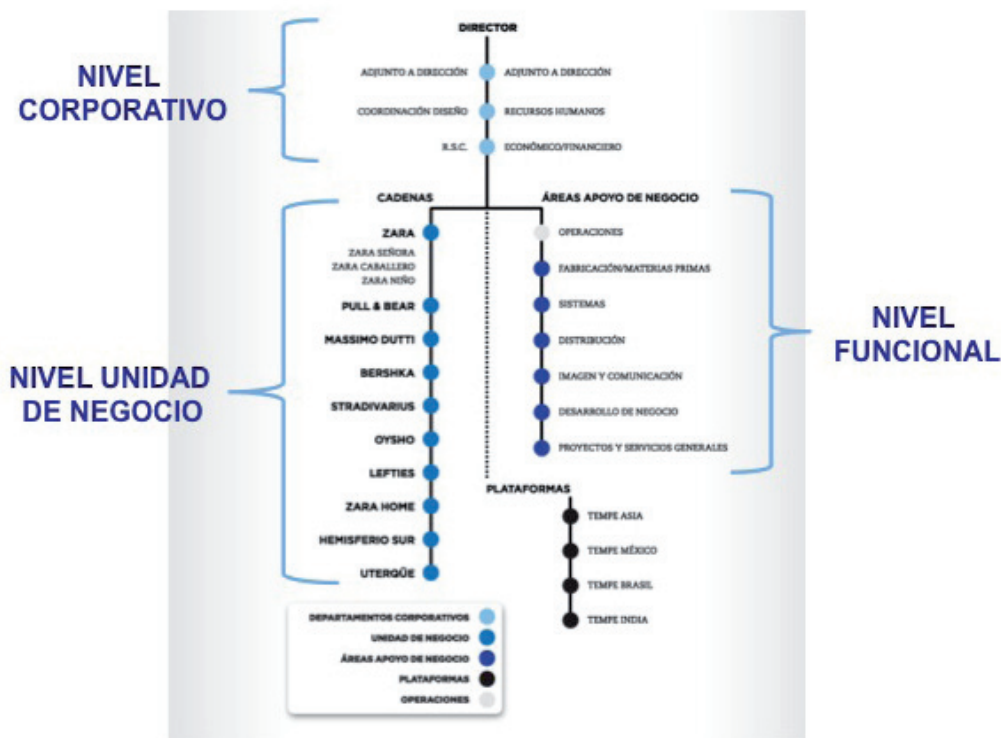 DIRECTOR
NIVEL
CORPORATIVO
ADJUNTO A DIRECCIÓN
ADJUNTO A DIRECCIÓN
COORDINACIÓN DISEÑO
RECURSOS HUMANOS
R.S.C.
ECONÓMICO/FINANCIERO
CADENAS
ZARA
ZARA SEÑORA
ZARA CABALLERO
ZARA NIÑO
PULL & BEAR
MASSIMO DUTTI
BERSHKA
STRADIVARIUS
OYSHO
LEFTIES
ZARA HOME
HEMISFERIO SUR
UTERQÜE
NIVEL UNIDAD
DE NEGOCIO
ÁREAS APOYO DE NEGOCIO
OPERACIONES
FABRICACIÓN/MATERIAS PRIMAS
SISTEMAS
DISTRIBUCIÓN
IMAGEN Y COMUNICACIÓN
DESARROLLO DE NEGOCIO
PROYECTOS Y SERVICIOS GENERALES
NIVEL
FUNCIONAL
PLATAFORMAS
TEMPE ASIA
TEMPE MÉXICO
TEMPE BRASIL
TEMPE INDIA
DEPARTAMENTOS CORPORATIVOS
UNIDAD DE NEGOCIO
ÁREAS APOYO DE NEGOCIO
PLATAFORMAS
OPERACIONES